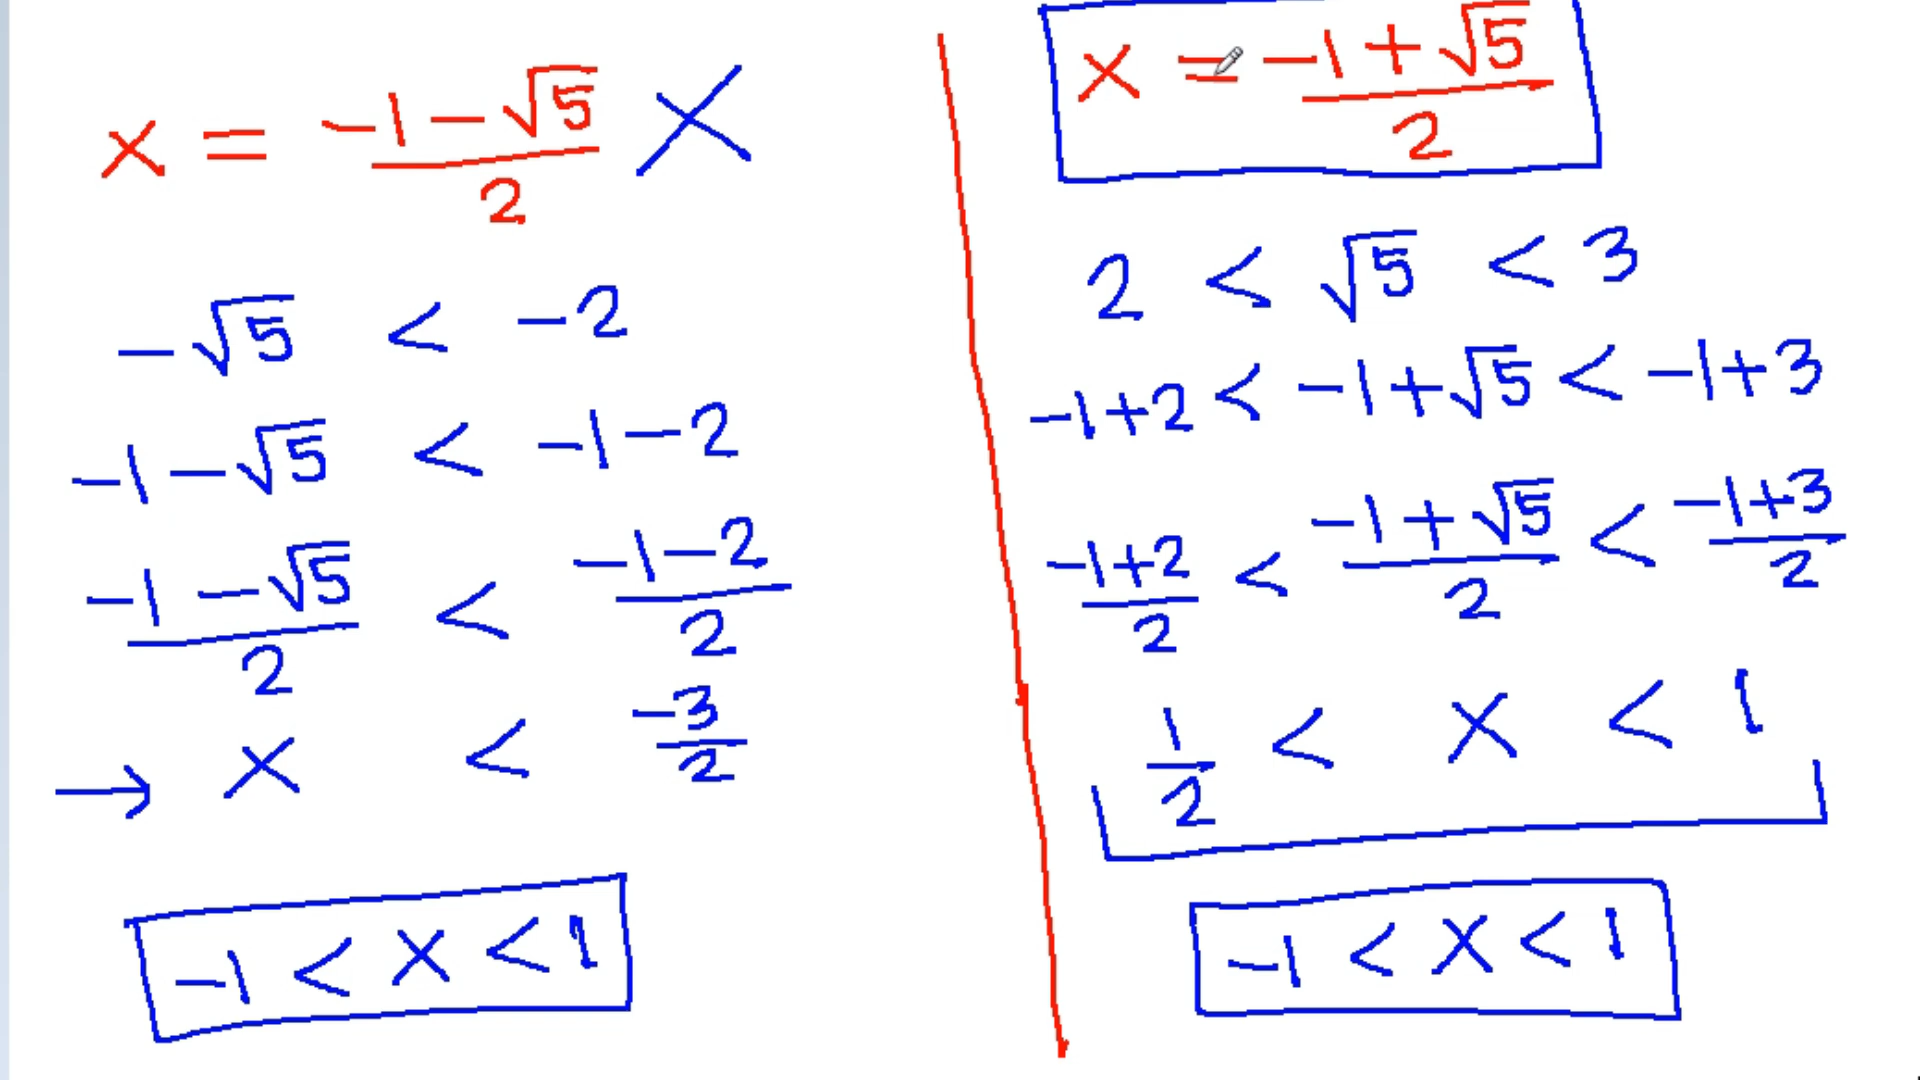 x = (-1 - √5)/2 X
-√5 < -2
-1 - √5 < -1 - 2
(-1 - √5)/2 < (-1 - 2)/2
→ x < -3/2
-1 < x < 1
x = (-1 + √5)/2
2 < √5 < 3
-1 + 2 < -1 + √5 < -1 + 3
(-1 + 2)/2 < (-1 + √5)/2 < (-1 + 3)/2
1/2 < x < 1
-1 < x < 1